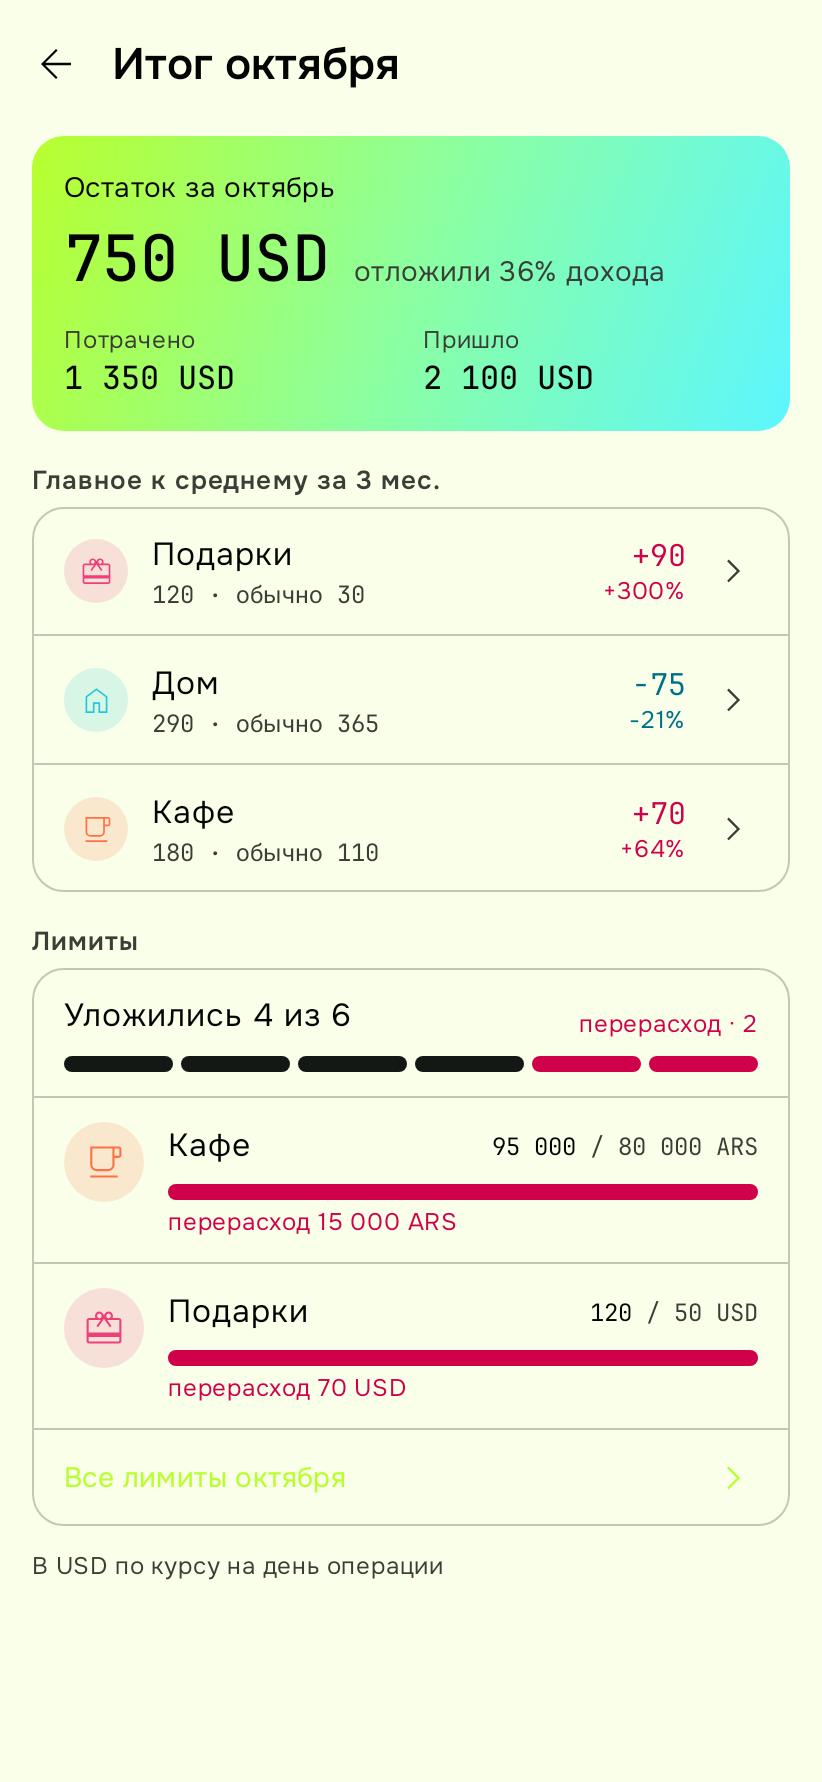 Итог октября
Остаток за октябрь
750 USD отложили 36% дохода
Потрачено Пришло
1 350 USD 2 100 USD
Главное к среднему за 3 мес.
Подарки +90
120 · обычно 30 +300%
Дом -75
290 · обычно 365 -21%
Кафе +70
180 · обычно 110 +64%
Лимиты
Уложились 4 из 6 перерасход · 2
Кафе 95 000 / 80 000 ARS
перерасход 15 000 ARS
Подарки 120 / 50 USD
перерасход 70 USD
Все лимиты октября
В USD по курсу на день операции